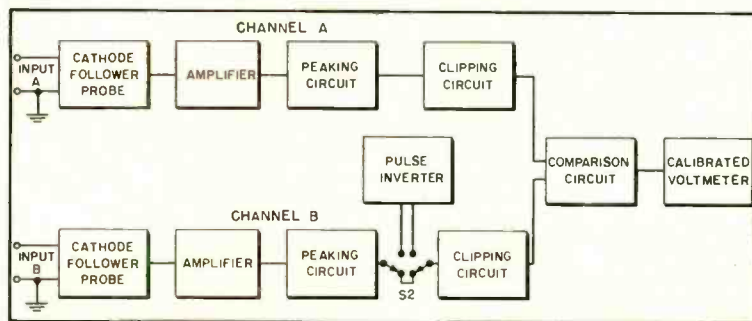 CHANNEL A
INPUT
A
CATHODE
FOLLOWER
PROBE
AMPLIFIER
PEAKING
CIRCUIT
CLIPPING
CIRCUIT
PULSE
INVERTER
COMPARISON
CIRCUIT
CALIBRATED
VOLTMETER
CHANNEL B
INPUT
B
CATHODE
FOLLOWER
PROBE
AMPLIFIER
PEAKING
CIRCUIT
S2
CLIPPING
CIRCUIT